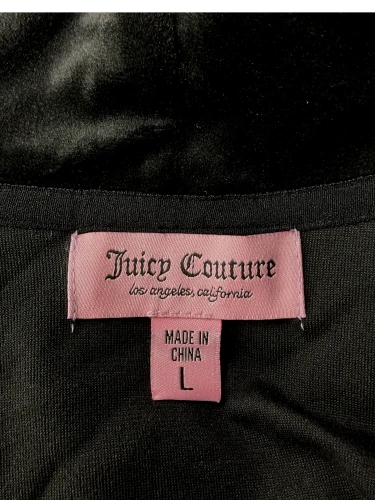 Juicy Couture
los angeles, california
MADE IN
CHINA
L